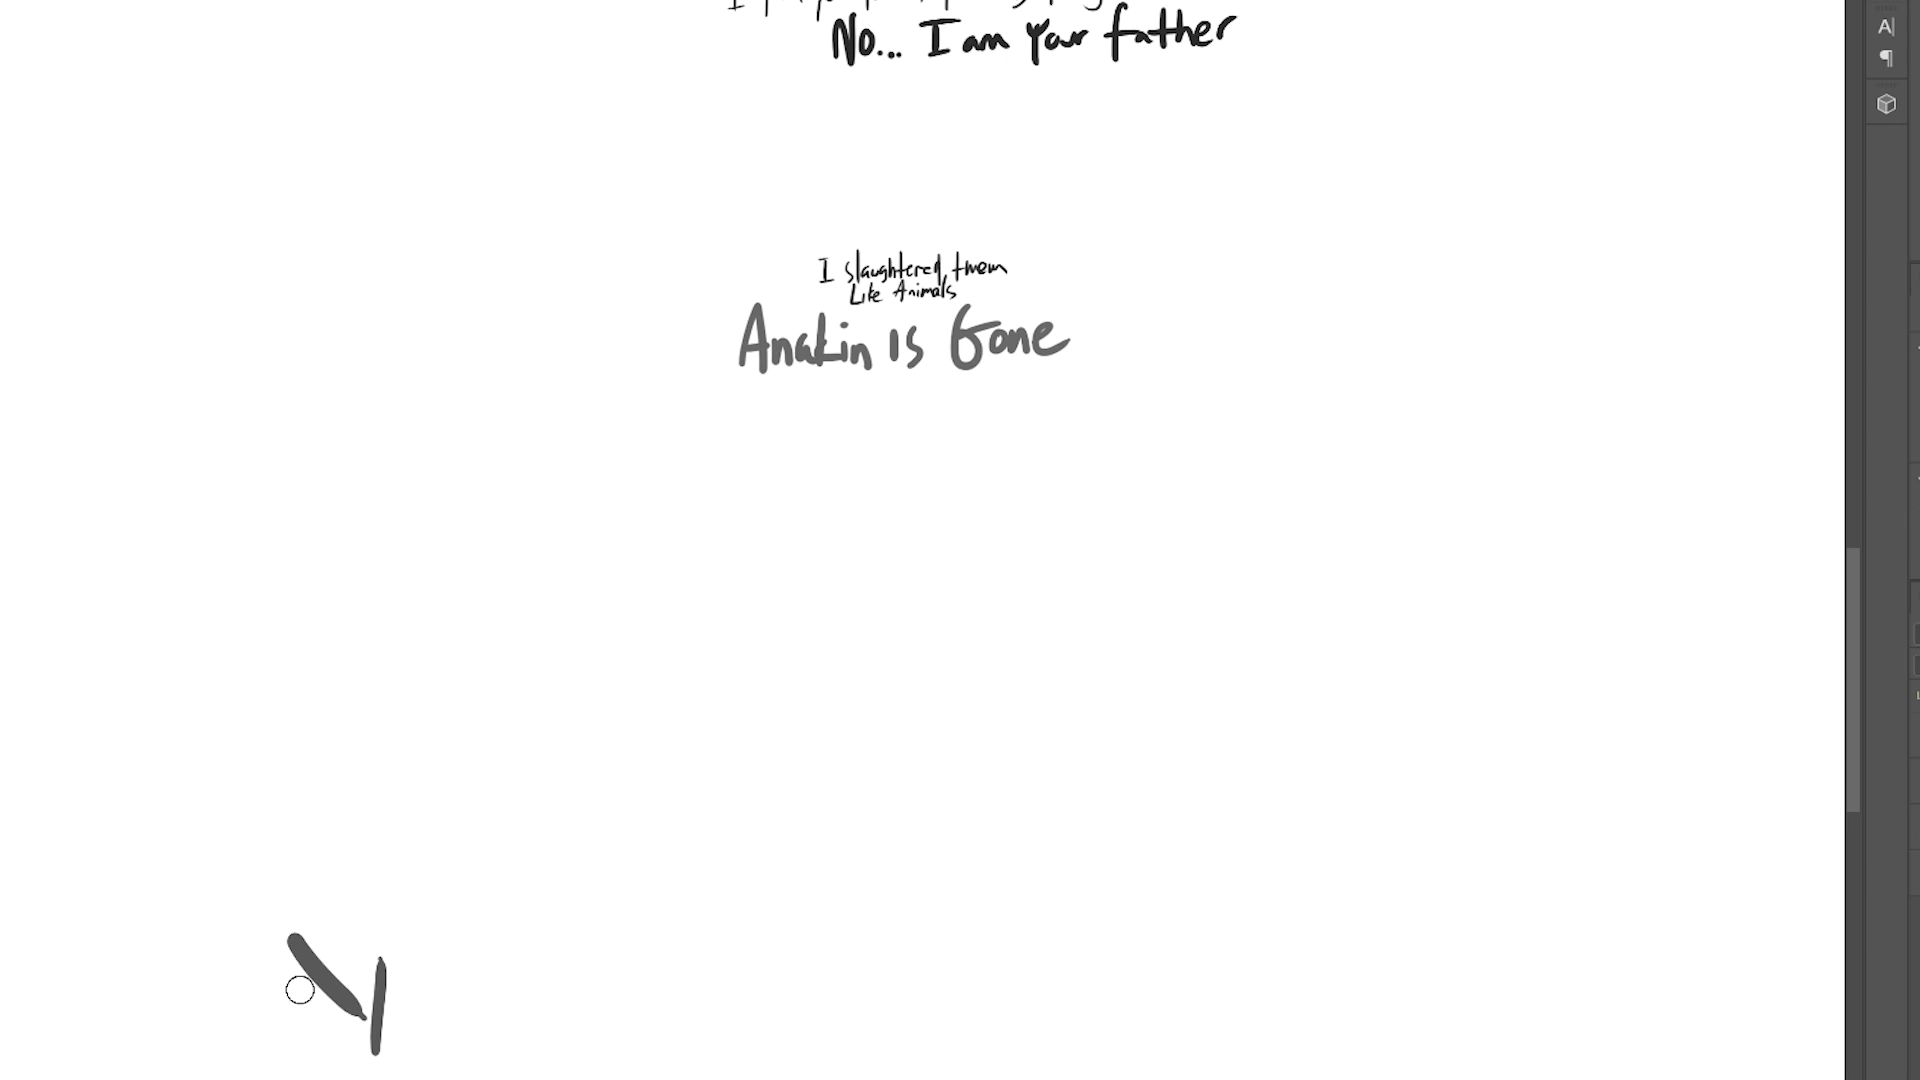 No... I am your father
I slaughtered them
Like Animals
Anakin is Gone